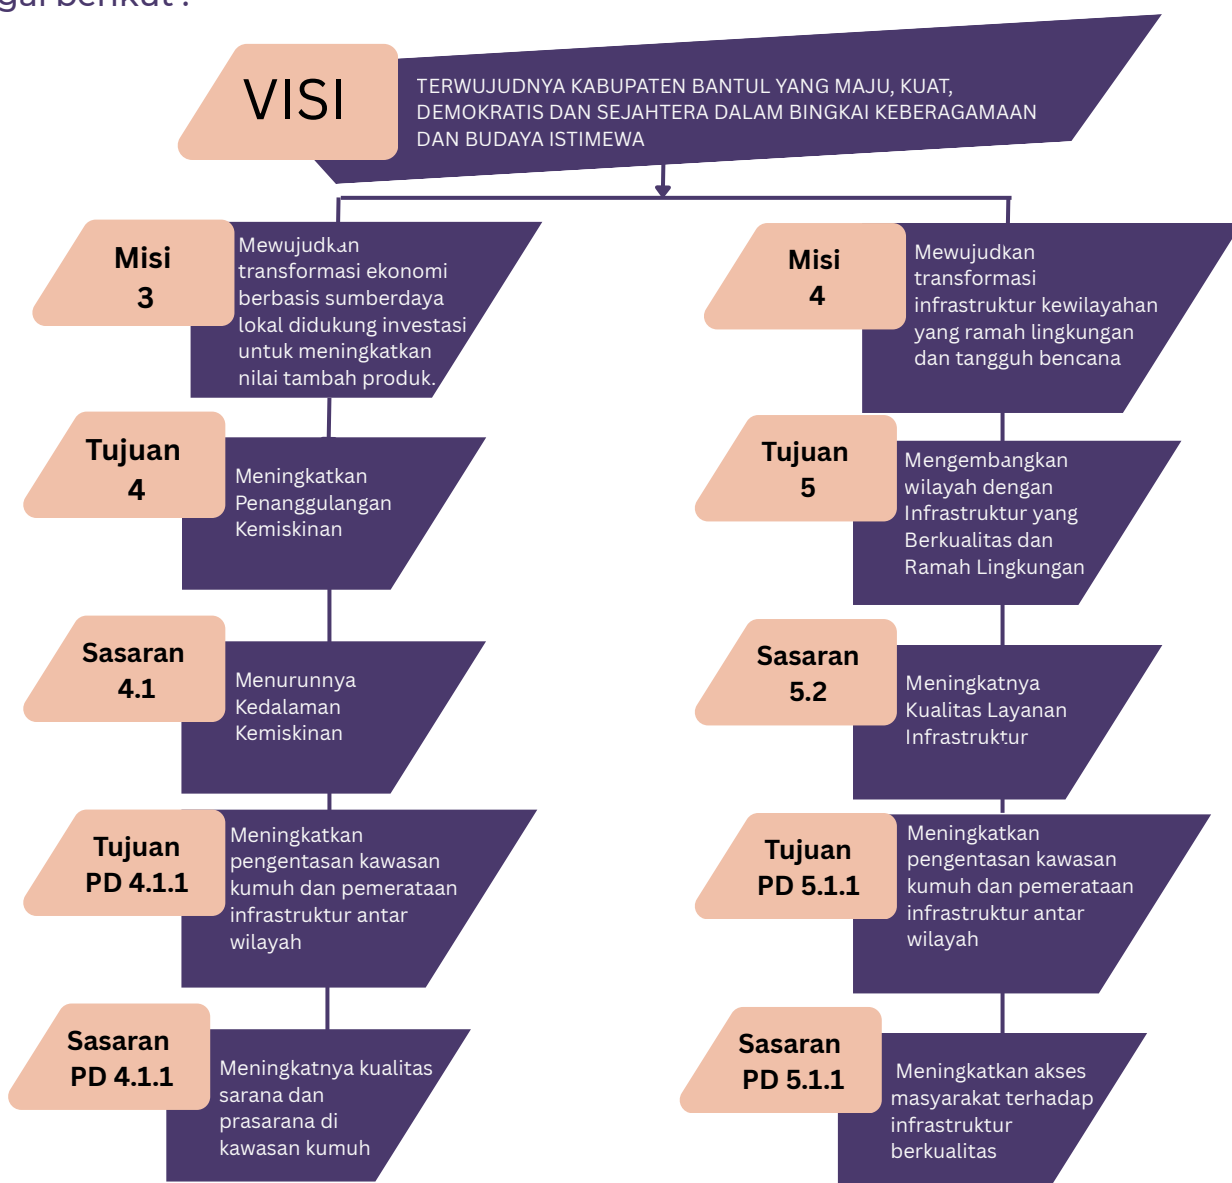 gai berikut :
VISI
TERWUJUDNYA KABUPATEN BANTUL YANG MAJU, KUAT,
DEMOKRATIS DAN SEJAHTERA DALAM BINGKAI KEBERAGAMAAN
DAN BUDAYA ISTIMEWA
Misi
3
Mewujudkan
transformasi ekonomi
berbasis sumberdaya
lokal didukung investasi
untuk meningkatkan
nilai tambah produk.
Tujuan
4
Meningkatkan
Penanggulangan
Kemiskinan
Sasaran
4.1
Menurunnya
Kedalaman
Kemiskinan
Tujuan
PD 4.1.1
Meningkatkan
pengentasan kawasan
kumuh dan pemerataan
infrastruktur antar
wilayah
Sasaran
PD 4.1.1
Meningkatnya kualitas
sarana dan
prasarana di
kawasan kumuh
Misi
4
Mewujudkan
transformasi
infrastruktur kewilayahan
yang ramah lingkungan
dan tangguh bencana
Tujuan
5
Mengembangkan
wilayah dengan
Infrastruktur yang
Berkualitas dan
Ramah Lingkungan
Sasaran
5.2
Meningkatnya
Kualitas Layanan
Infrastruktur
Tujuan
PD 5.1.1
Meningkatkan
pengentasan kawasan
kumuh dan pemerataan
infrastruktur antar
wilayah
Sasaran
PD 5.1.1
Meningkatkan akses
masyarakat terhadap
infrastruktur
berkualitas